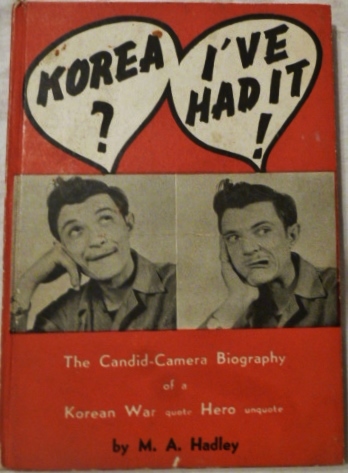 KOREA
?
I'VE
HAD IT
!
The Candid-Camera Biography
of a
Korean War quote Hero unquote
by M. A. Hadley